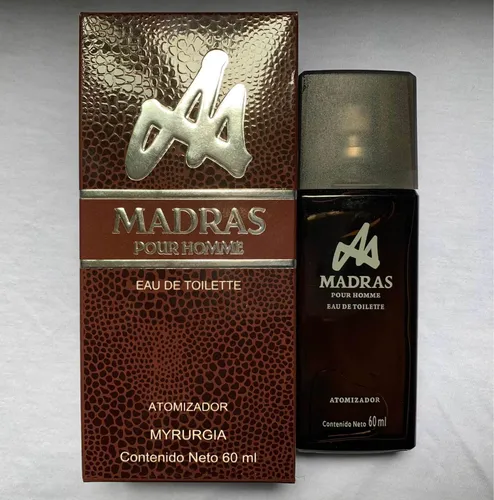 MADRAS
POUR HOMME
EAU DE TOILETTE
ATOMIZADOR
MYRURGIA
Contenido Neto 60 ml
MADRAS
POUR HOMME
EAU DE TOILETTE
ATOMIZADOR
Contenido Neto 60 ml